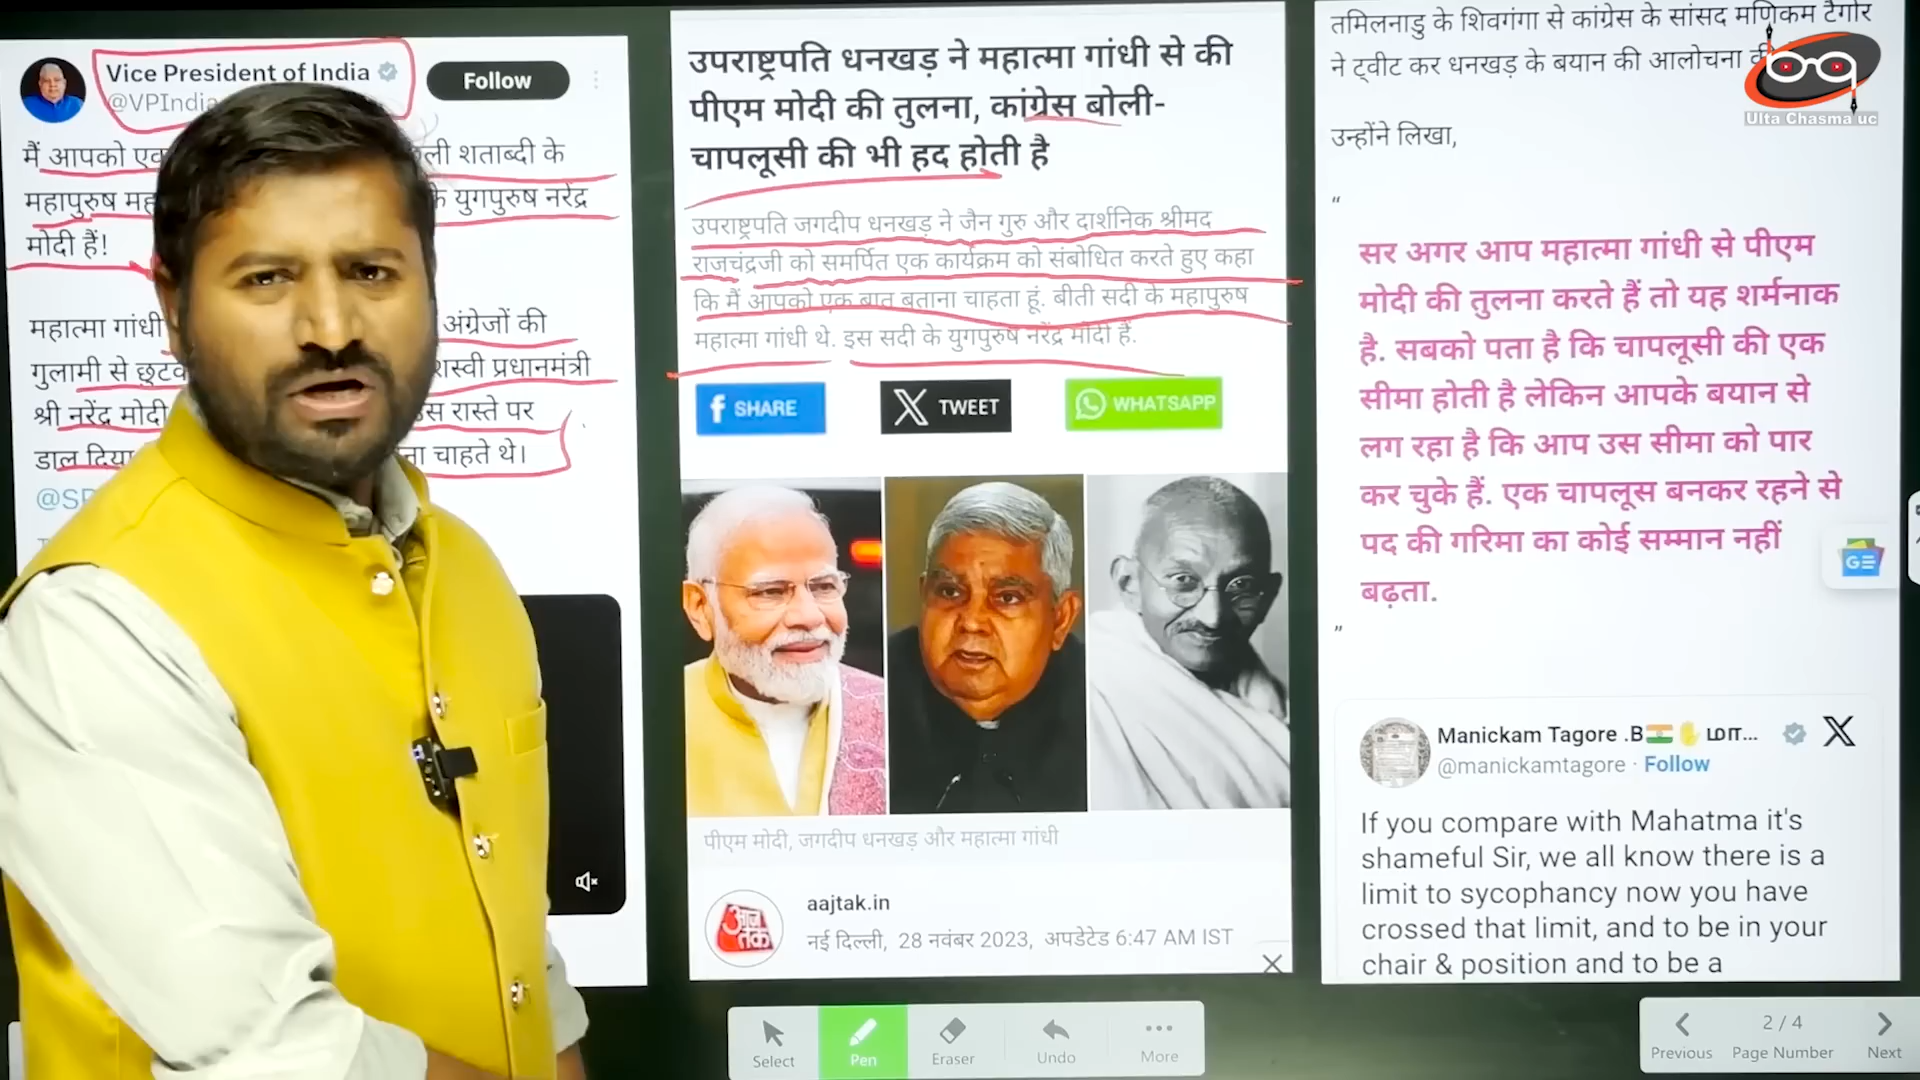 Vice President of India
Follow
@VPIndia
मैं आपको एक
ली शताब्दी के
महापुरुष
के युगपुरुष नरेंद्र
मोदी हैं!
महात्मा गांधी
अंग्रेजों की
गुलामी से
प्रधानमंत्री
श्री नरेंद्र मोदी
रास्ते पर
डाल दिया
ना चाहते थे।
उपराष्ट्रपति धनखड़ ने महात्मा गांधी से की
पीएम मोदी की तुलना, कांग्रेस बोली-
चापलूसी की भी हद होती है
उपराष्ट्रपति जगदीप धनखड़ ने जैन गुरु और दार्शनिक श्रीमद
राजचंद्रजी को समर्पित एक कार्यक्रम को संबोधित करते हुए कहा
कि मैं आपको एक बात बताना चाहता हूं. बीती सदी के महापुरुष
महात्मा गांधी थे. इस सदी के युगपुरुष नरेंद्र मोदी हैं.
SHARE
TWEET
WHATSAPP
पीएम मोदी, जगदीप धनखड़ और महात्मा गांधी
आज तक
aajtak.in
नई दिल्ली, 28 नवंबर 2023, अपडेटेड 6:47 AM IST
तमिलनाडु के शिवगंगा से कांग्रेस के सांसद मणिकम टैगोर
ने ट्वीट कर धनखड़ के बयान की आलोचना
उन्होंने लिखा,
“
सर अगर आप महात्मा गांधी से पीएम
मोदी की तुलना करते हैं तो यह शर्मनाक
है. सबको पता है कि चापलूसी की एक
सीमा होती है लेकिन आपके बयान से
लग रहा है कि आप उस सीमा को पार
कर चुके हैं. एक चापलूस बनकर रहने से
पद की गरिमा का कोई सम्मान नहीं
बढ़ता.
”
Manickam Tagore .B மா...
@manickamtagore · Follow
If you compare with Mahatma it's
shameful Sir, we all know there is a
limit to sycophancy now you have
crossed that limit, and to be in your
chair & position and to be a
Ulta Chasma uc
Select
Pen
Eraser
Undo
More
Previous
2 / 4
Page Number
Next